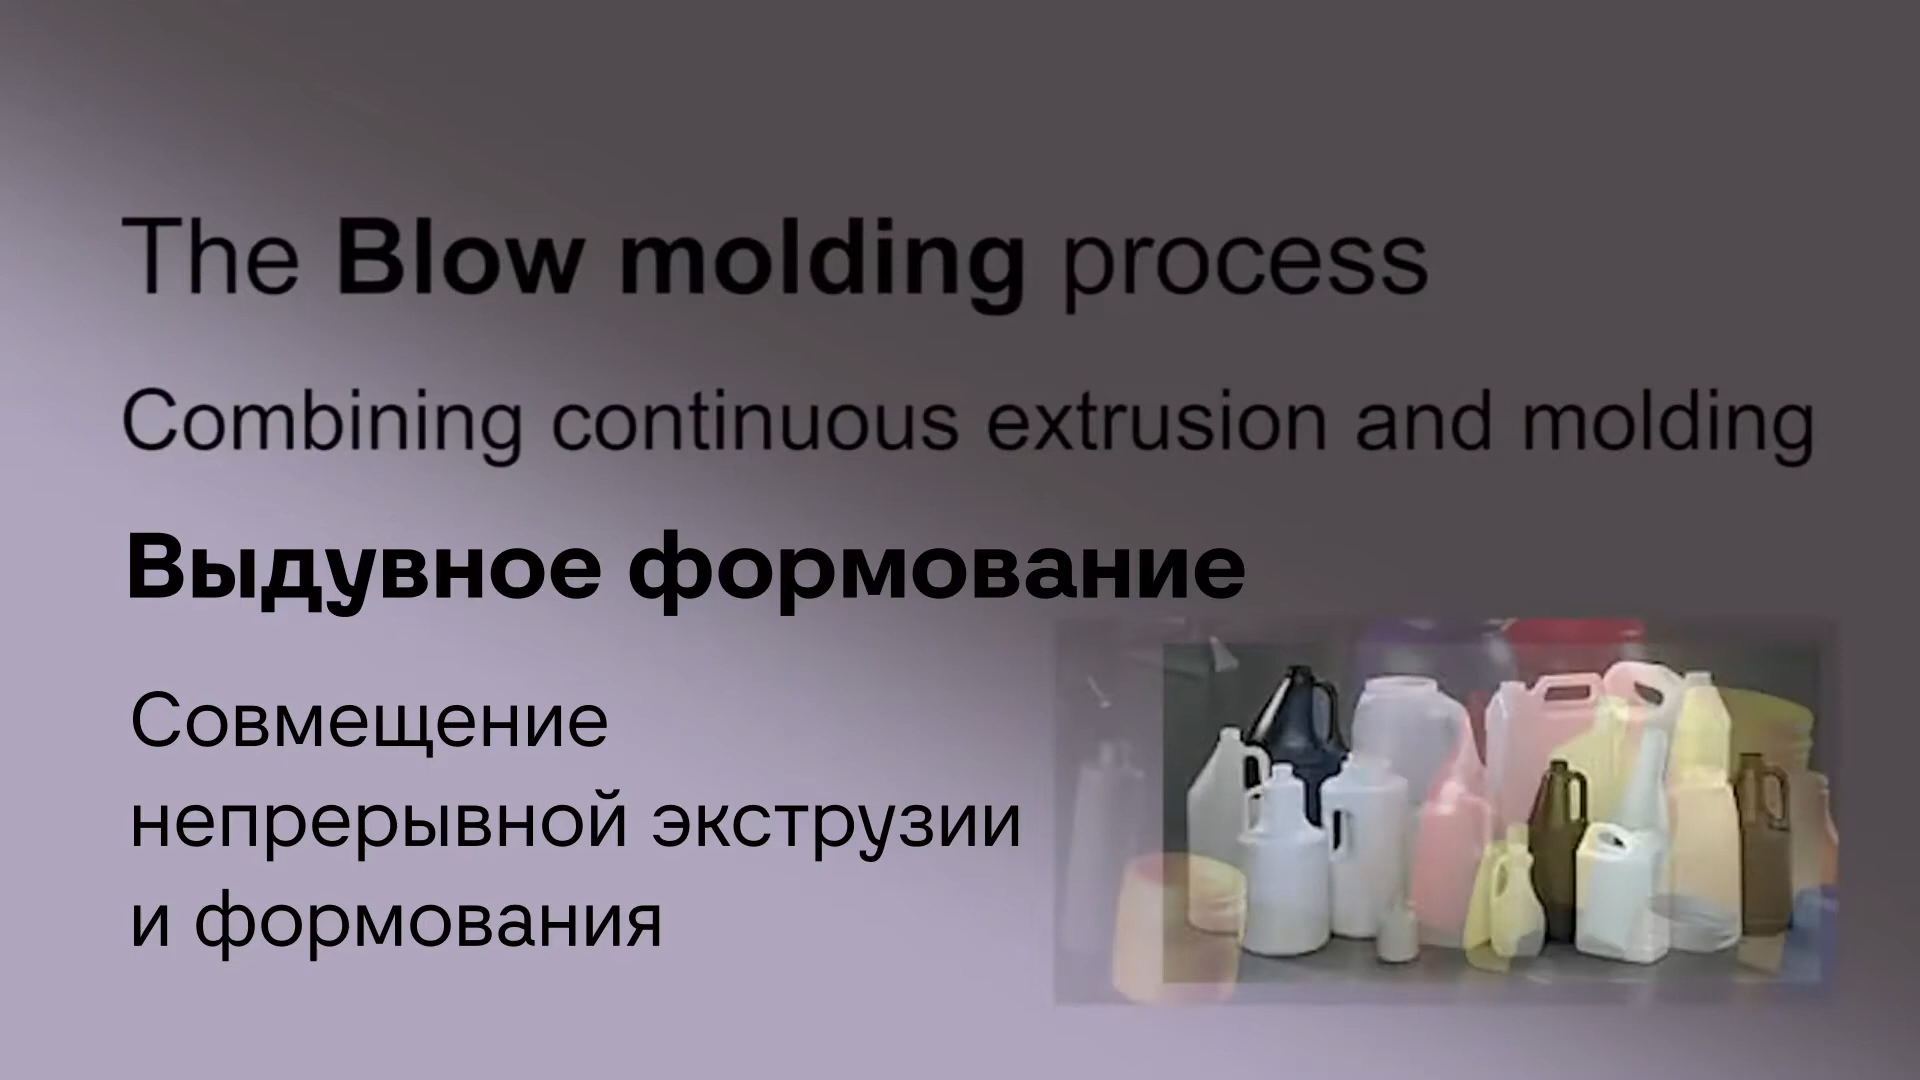 The Blow molding process
Combining continuous extrusion and molding
Выдувное формование
Совмещение
непрерывной экструзии
и формования